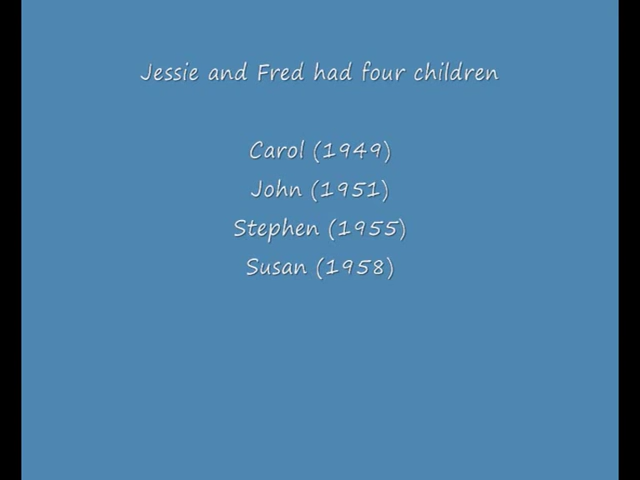 Jessie and Fred had four children
Carol (1949)
John (1951)
Stephen (1955)
Susan (1958)